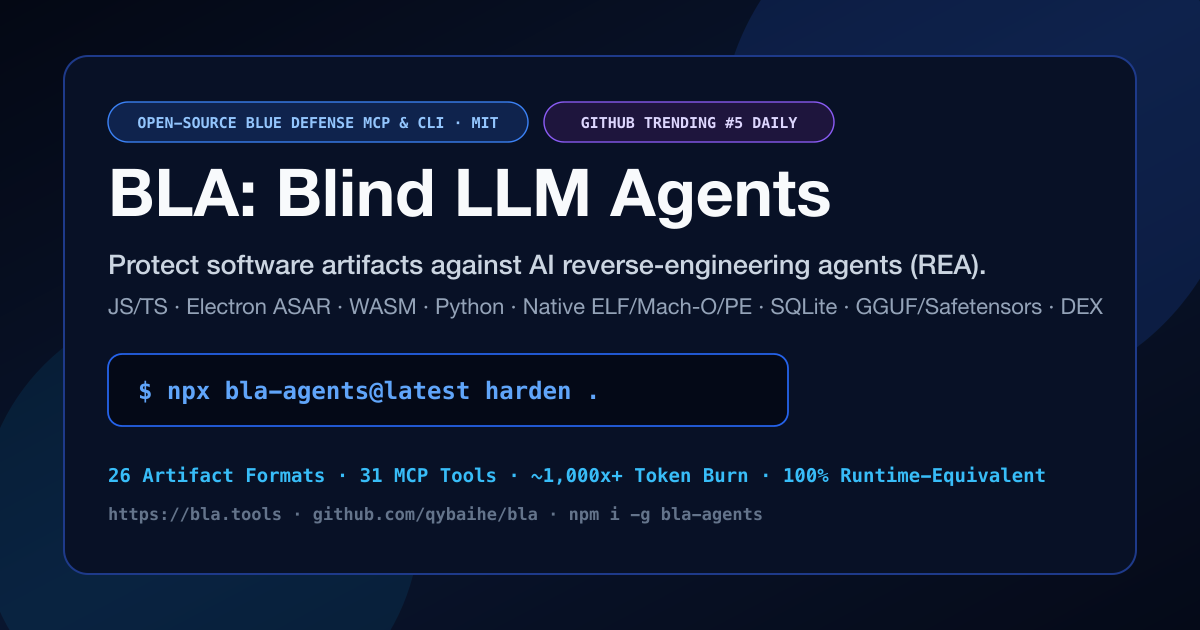 OPEN-SOURCE BLUE DEFENSE MCP & CLI · MIT
GITHUB TRENDING #5 DAILY
BLA: Blind LLM Agents
Protect software artifacts against AI reverse-engineering agents (REA).
JS/TS · Electron ASAR · WASM · Python · Native ELF/Mach-O/PE · SQLite · GGUF/Safetensors · DEX
$ npx bla-agents@latest harden .
26 Artifact Formats · 31 MCP Tools · ~1,000x+ Token Burn · 100% Runtime-Equivalent
https://bla.tools · github.com/qybaihe/bla · npm i -g bla-agents